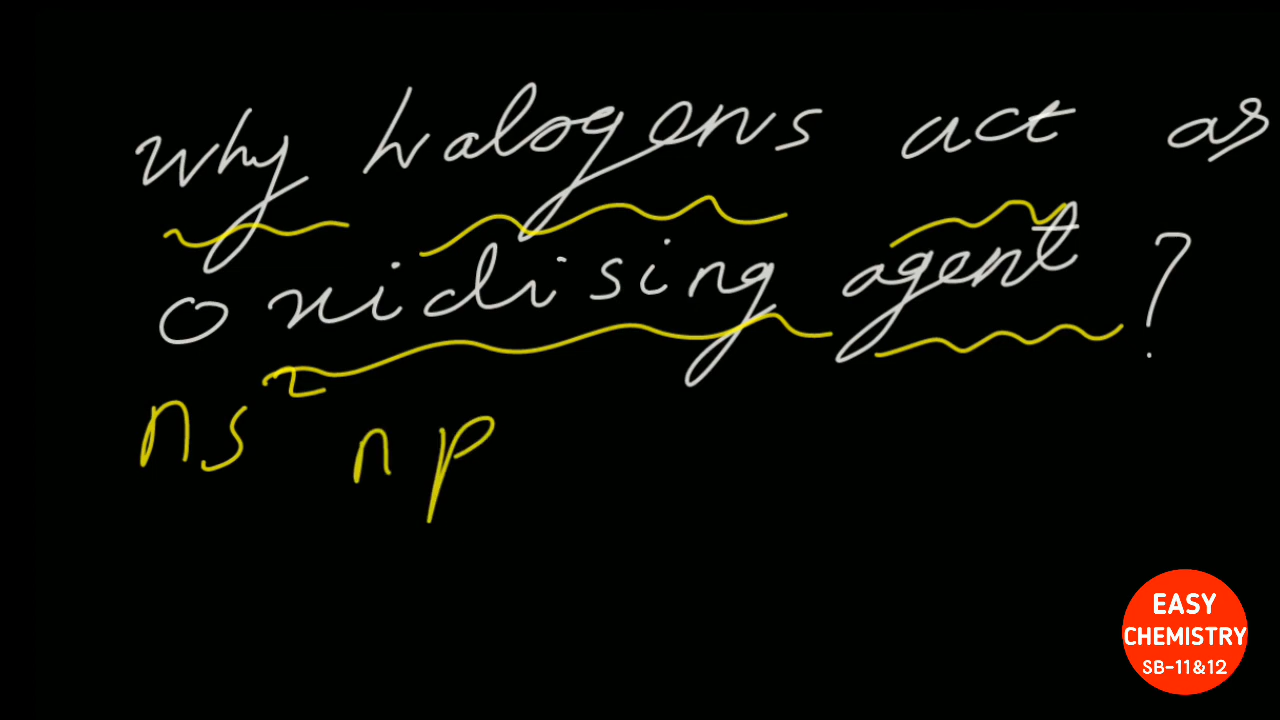 Why halogens act as
oxidising agent ?
ns² np
EASY
CHEMISTRY
SB-11&12